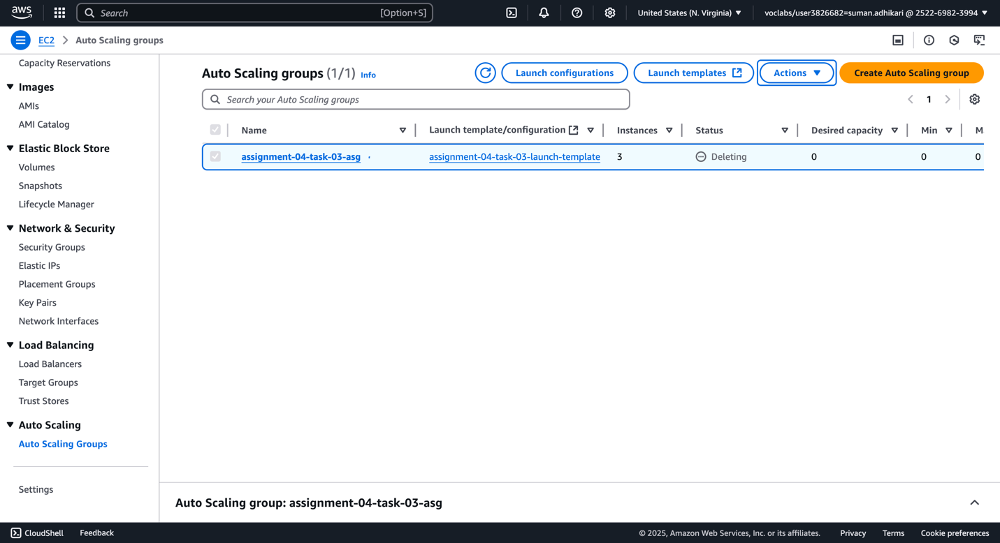 aws
Search [Option+S]
United States (N. Virginia)
voclabs/user3826682=suman.adhikari @ 2522-6982-3994
EC2 Auto Scaling groups
Capacity Reservations
Images
AMIs
AMI Catalog
Elastic Block Store
Volumes
Snapshots
Lifecycle Manager
Network & Security
Security Groups
Elastic IPs
Placement Groups
Key Pairs
Network Interfaces
Load Balancing
Load Balancers
Target Groups
Trust Stores
Auto Scaling
Auto Scaling Groups
Settings
Auto Scaling groups (1/1) Info
Launch configurations
Launch templates
Actions
Create Auto Scaling group
Search your Auto Scaling groups
1
Name Launch template/configuration Instances Status Desired capacity Min M
assignment-04-task-03-asg assignment-04-task-03-launch-template 3 Deleting 0 0 0
Auto Scaling group: assignment-04-task-03-asg
CloudShell Feedback © 2025, Amazon Web Services, Inc. or its affiliates. Privacy Terms Cookie preferences